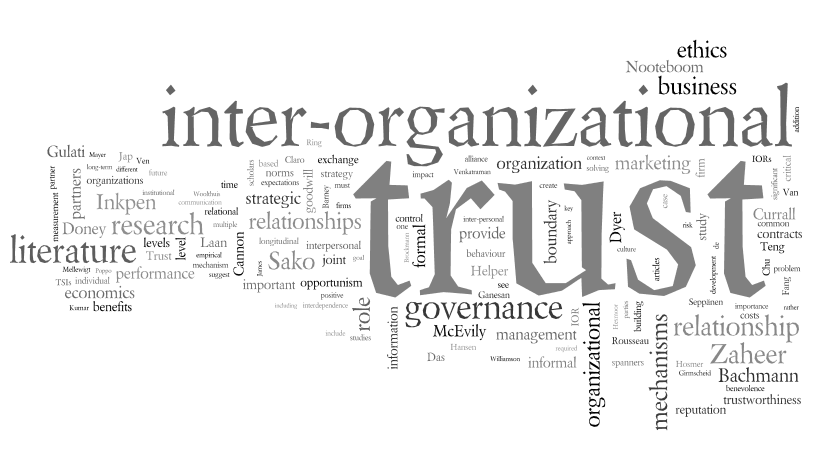 ethics
Nooteboom
business
inter-organizational
addition
trust
Gulati
Mayer
Jap
Ven
long-term
different
future
organizations
partner
measurement
partners
institutional
Woolthuis
communication
Inkpen
relational
time
Doney
research
multiple
literature
levels
level
Laan
Trust
empirical
mechanism
suggest
Mellewigt
Poppo
TSIs
individual
performance
economics
Kumar
benefits
Ring
scholars
based
Claro
exchange
norms
strategy
expectations
goodwill
Barney
must
firms
strategic
relationships
longitudinal
interpersonal
Cannon
James
Sako
joint
goal
important
opportunism
positive
including
interdependence
role
include
studies
impact
alliance
Venkatraman
organization
context
solving
marketing
firm
IORs
significant
critical
Van
create
control
one
Brockmann
formal
inter-personal
provide
behaviour
Helper
see
Ganesan
boundary
key
approach
Dyer
culture
case
risk
study
articles
de
development
Currall
common
contracts
Teng
Chu
problem
Fang
governance
information
McEvily
management
IOR
Hansen
required
Das
Williamson
informal
organizational
Seppänen
importance
rather
costs
parties
building
Rousseau
spanners
mechanisms
relationship
Zaheer
Hosmer
Girmscheid
Bachmann
benevolence
trustworthiness
reputation